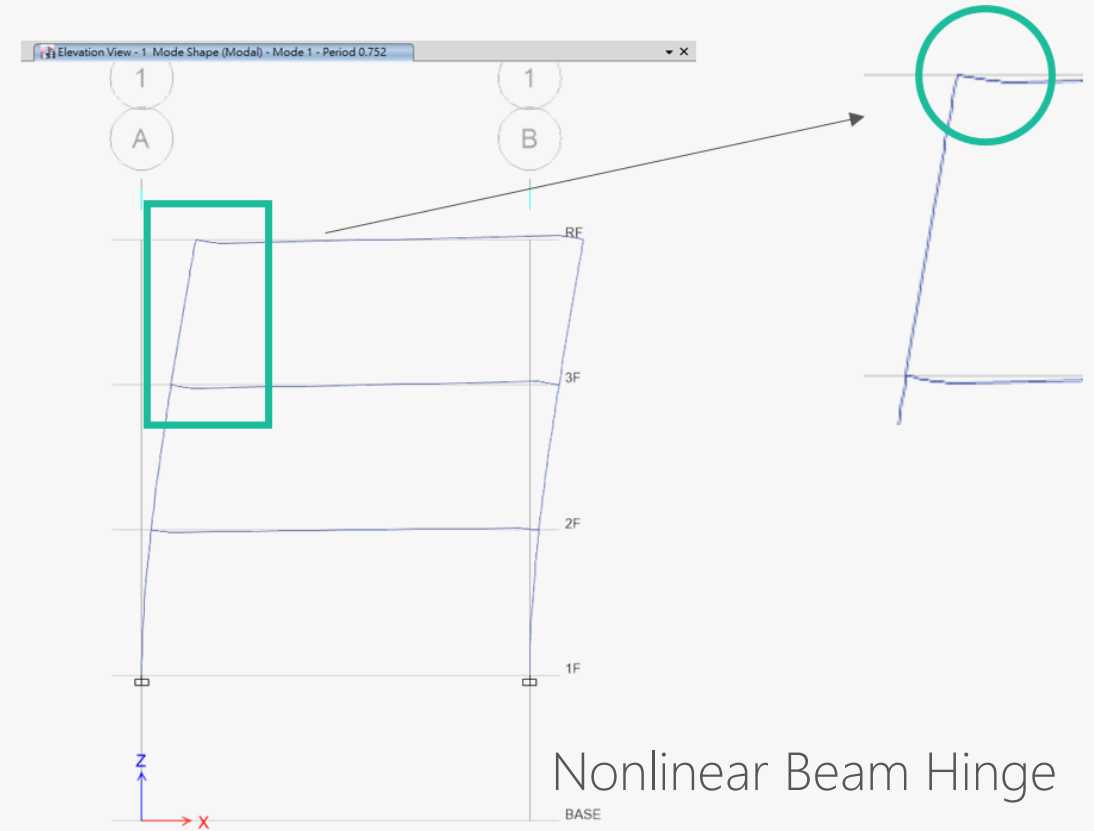 Elevation View - 1 Mode Shape (Modal) - Mode 1 - Period 0.752
1
1
A
B
RF
3F
2F
1F
Z
Nonlinear Beam Hinge
BASE
X